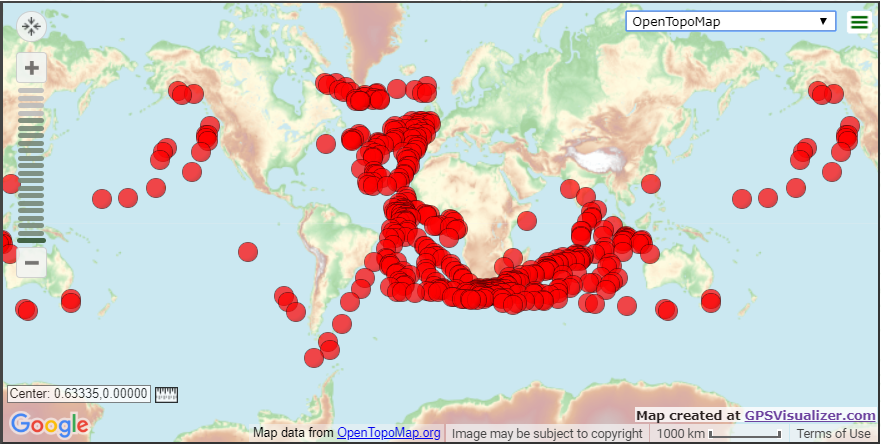 OpenTopoMap
Center: 0.63335,0.00000
Map created at GPSVisualizer.com
Google
Map data from OpenTopoMap.org
Image may be subject to copyright
1000 km
Terms of Use